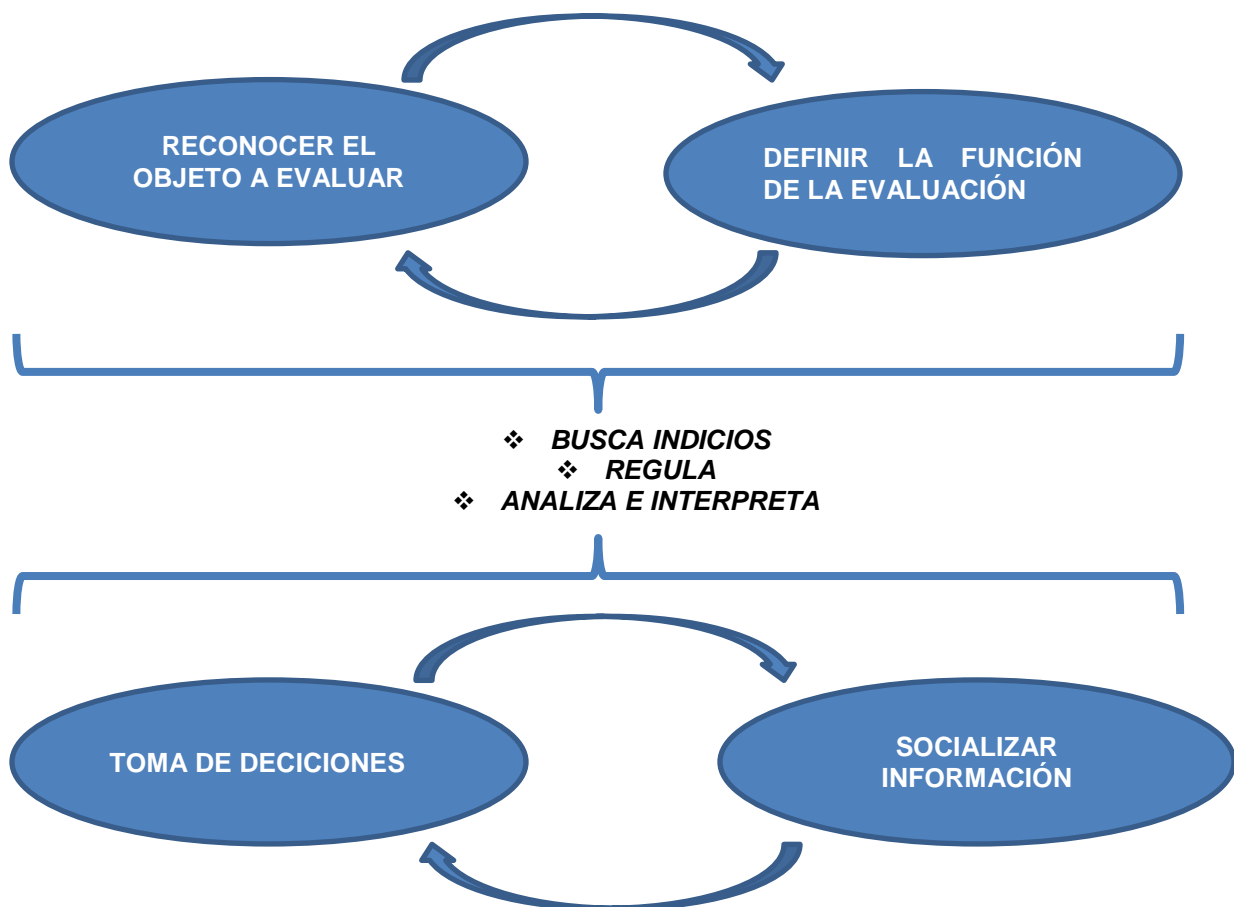 RECONOCER EL
OBJETO A EVALUAR
DEFINIR LA FUNCIÓN
DE LA EVALUACIÓN
❖ BUSCA INDICIOS
❖ REGULA
❖ ANALIZA E INTERPRETA
TOMA DE DECICIONES
SOCIALIZAR
INFORMACIÓN